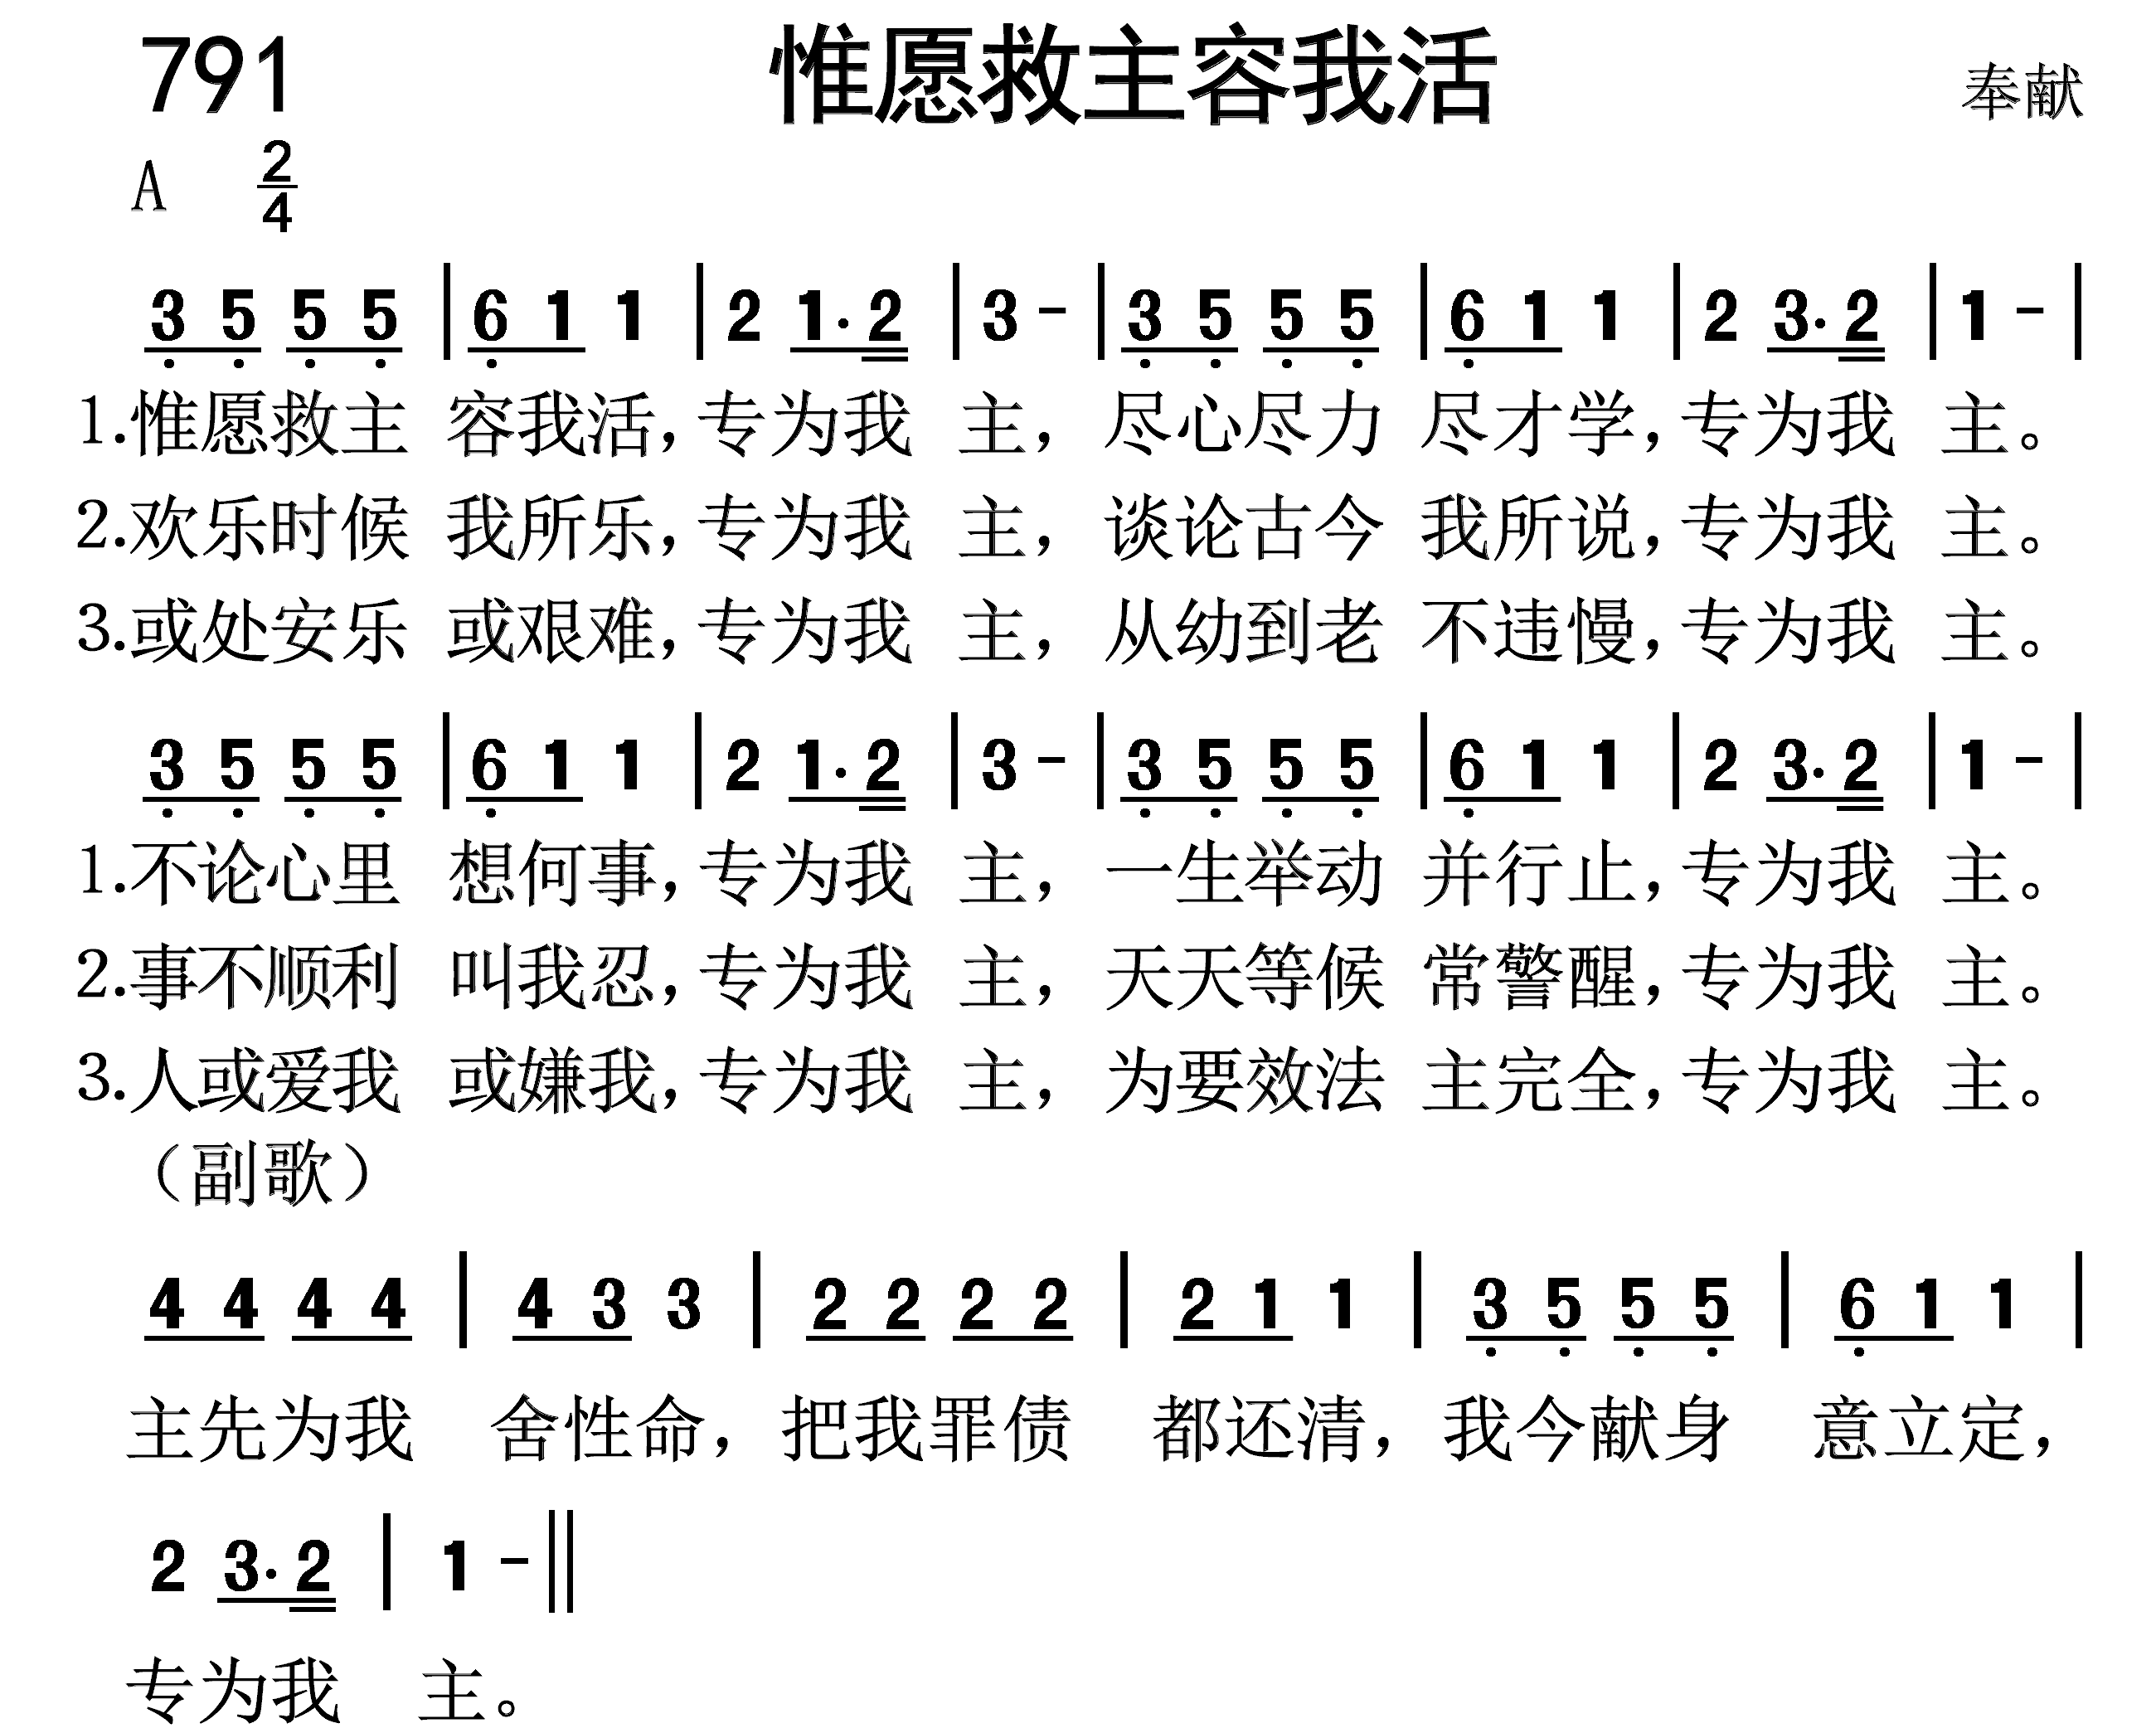 791 惟愿救主容我活 奉献
A 2/4
3 5 5 5 | 6 1 1 | 2 1·2 | 3 - | 3 5 5 5 | 6 1 1 | 2 3·2 | 1 - |
1.惟愿救主 容我活，专为我 主，尽心尽力 尽才学，专为我 主。
2.欢乐时候 我所乐，专为我 主，谈论古今 我所说，专为我 主。
3.或处安乐 或艰难，专为我 主，从幼到老 不违慢，专为我 主。
3 5 5 5 | 6 1 1 | 2 1·2 | 3 - | 3 5 5 5 | 6 1 1 | 2 3·2 | 1 - |
1.不论心里 想何事，专为我 主，一生举动 并行止，专为我 主。
2.事不顺利 叫我忍，专为我 主，天天等候 常警醒，专为我 主。
3.人或爱我 或嫌我，专为我 主，为要效法 主完全，专为我 主。
（副歌）
4 4 4 4 | 4 3 3 | 2 2 2 2 | 2 1 1 | 3 5 5 5 | 6 1 1 |
主先为我 舍性命，把我罪债 都还清，我今献身 意立定，
2 3·2 | 1 - ||
专为我 主。